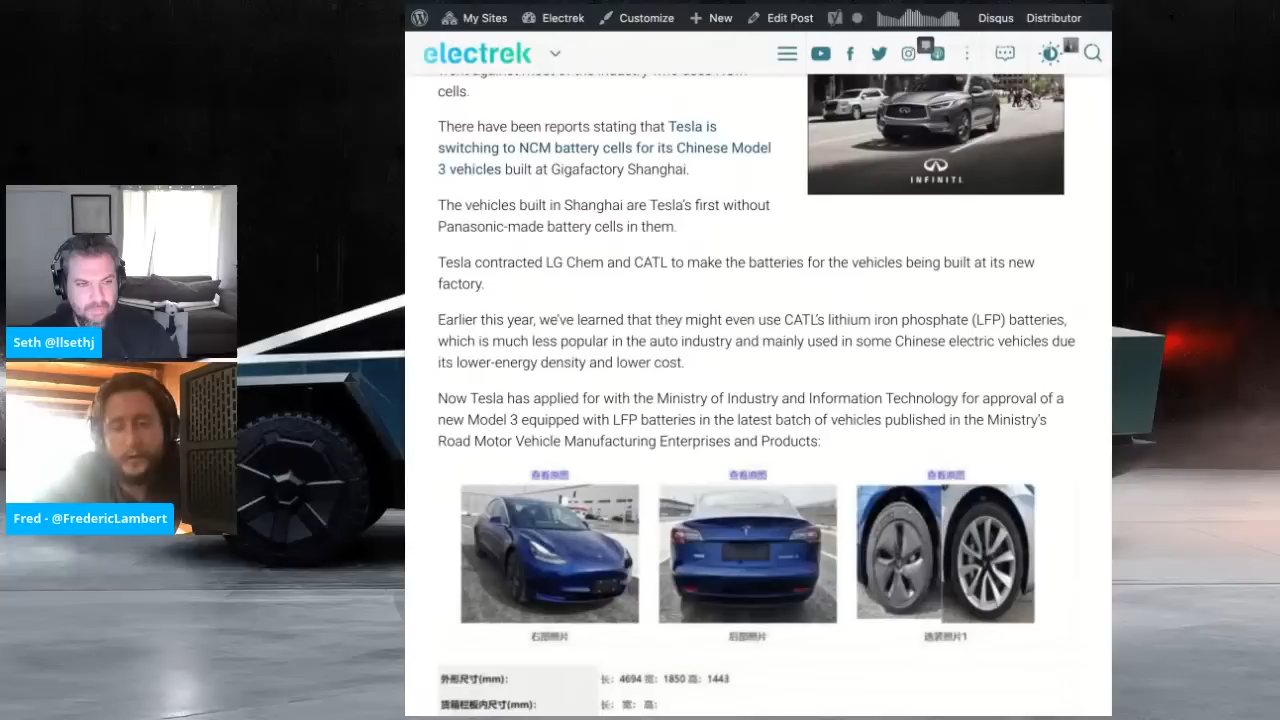 My Sites Electrek Customize New Edit Post Disqus Distributor
electrek
cells.
There have been reports stating that Tesla is
switching to NCM battery cells for its Chinese Model
3 vehicles built at Gigafactory Shanghai.
INFINITI
The vehicles built in Shanghai are Tesla's first without
Panasonic-made battery cells in them.
Tesla contracted LG Chem and CATL to make the batteries for the vehicles being built at its new
factory.
Earlier this year, we've learned that they might even use CATL's lithium iron phosphate (LFP) batteries,
which is much less popular in the auto industry and mainly used in some Chinese electric vehicles due
its lower-energy density and lower cost.
Now Tesla has applied for with the Ministry of Industry and Information Technology for approval of a
new Model 3 equipped with LFP batteries in the latest batch of vehicles published in the Ministry's
Road Motor Vehicle Manufacturing Enterprises and Products:
查看原图 查看原图 查看原图
右部照片 后部照片 选装照片1
外形尺寸(mm): 长: 4694 宽: 1850 高: 1443
货箱栏板内尺寸(mm): 长: 宽: 高:
Seth @llsethj
Fred - @FredericLambert